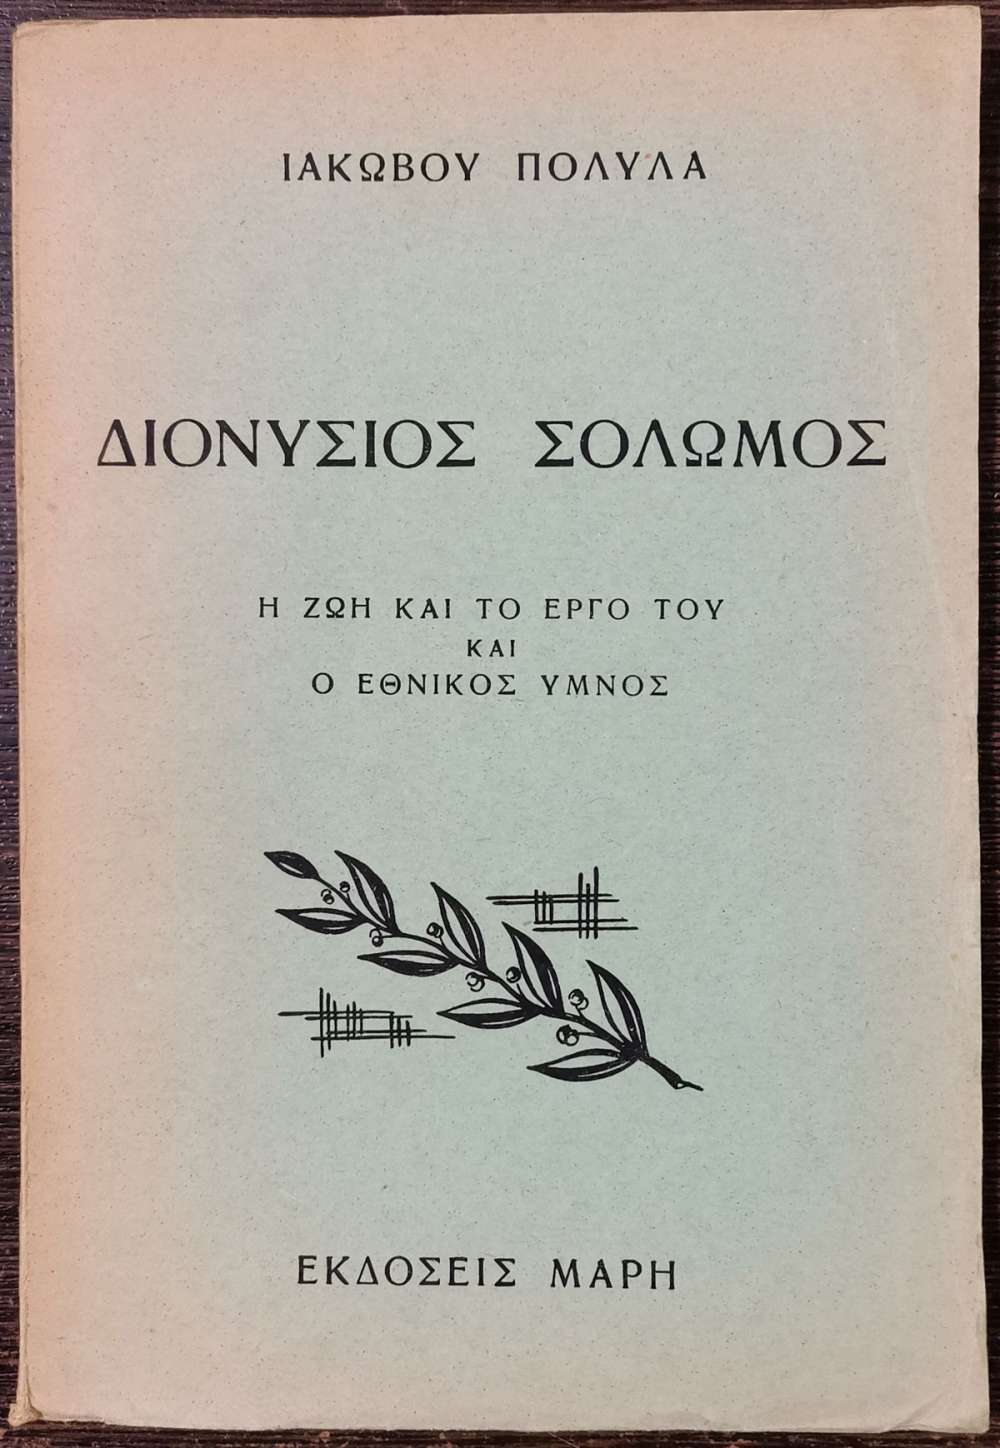 ΙΑΚΩΒΟΥ ΠΟΛΥΛΑ
ΔΙΟΝΥΣΙΟΣ ΣΟΛΩΜΟΣ
Η ΖΩΗ ΚΑΙ ΤΟ ΕΡΓΟ ΤΟΥ
ΚΑΙ
Ο ΕΘΝΙΚΟΣ ΥΜΝΟΣ
ΕΚΔΟΣΕΙΣ ΜΑΡΗ